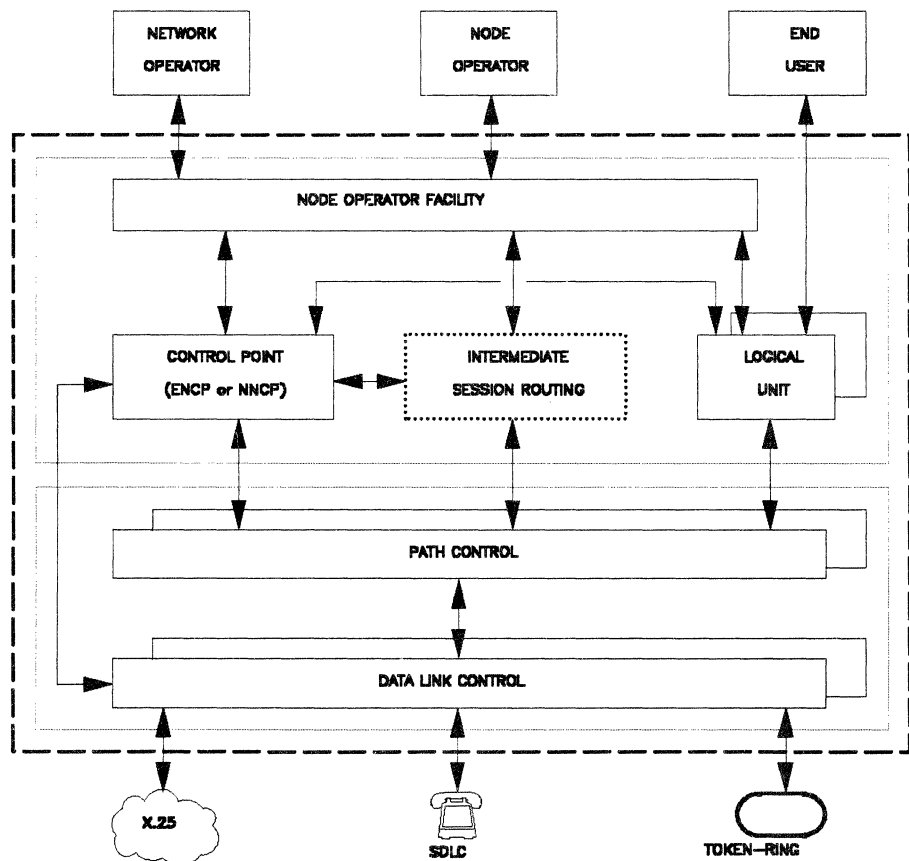 NETWORK
OPERATOR
NODE
OPERATOR
END
USER
NODE OPERATOR FACILITY
CONTROL POINT
(ENCP or NNCP)
INTERMEDIATE
SESSION ROUTING
LOGICAL
UNIT
PATH CONTROL
DATA LINK CONTROL
X.25
SDLC
TOKEN-RING